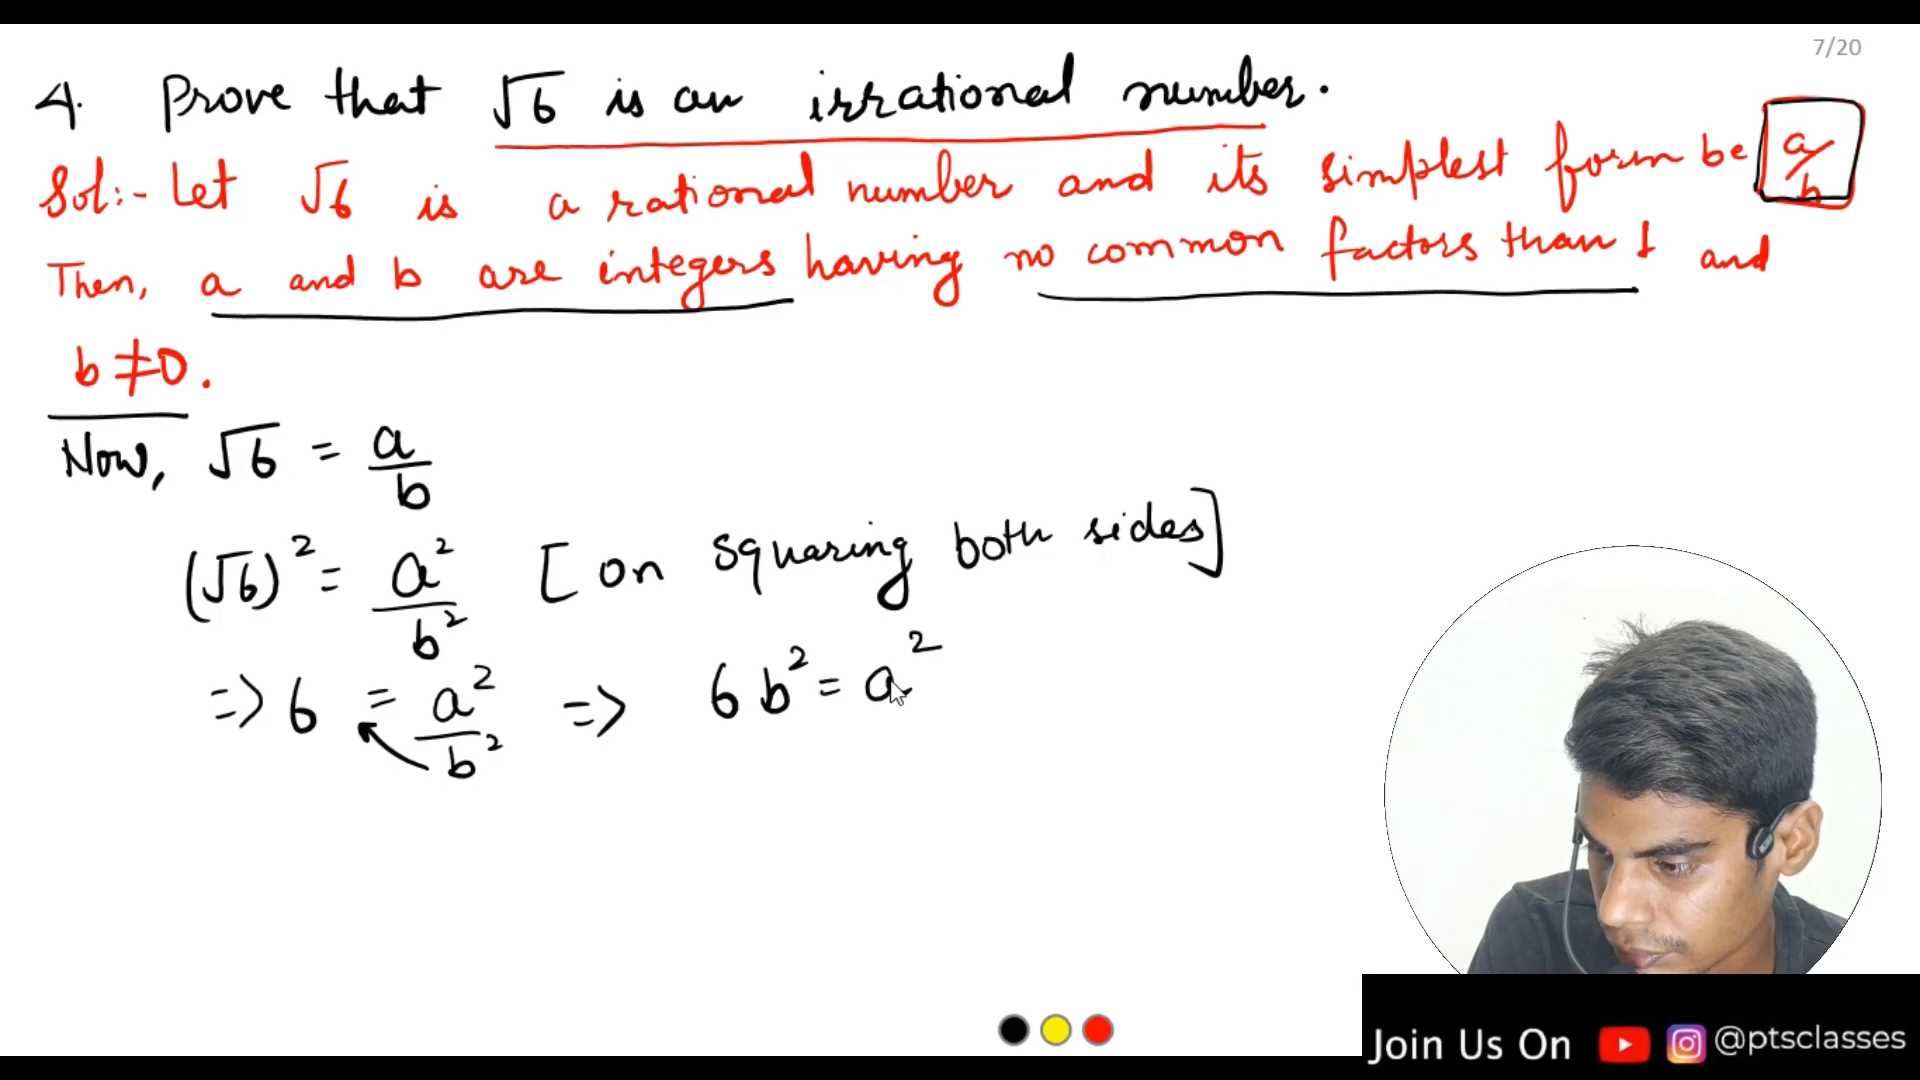 7/20
4. Prove that √6 is an irrational number.
Sol:- Let √6 is a rational number and its simplest form be a/b
Then, a and b are integers having no common factors than 1 and
b ≠ 0.
Now, √6 = a/b
(√6)² = a²/b² [on squaring both sides]
=> 6 = a²/b² => 6b² = a²
Join Us On @ptsclasses